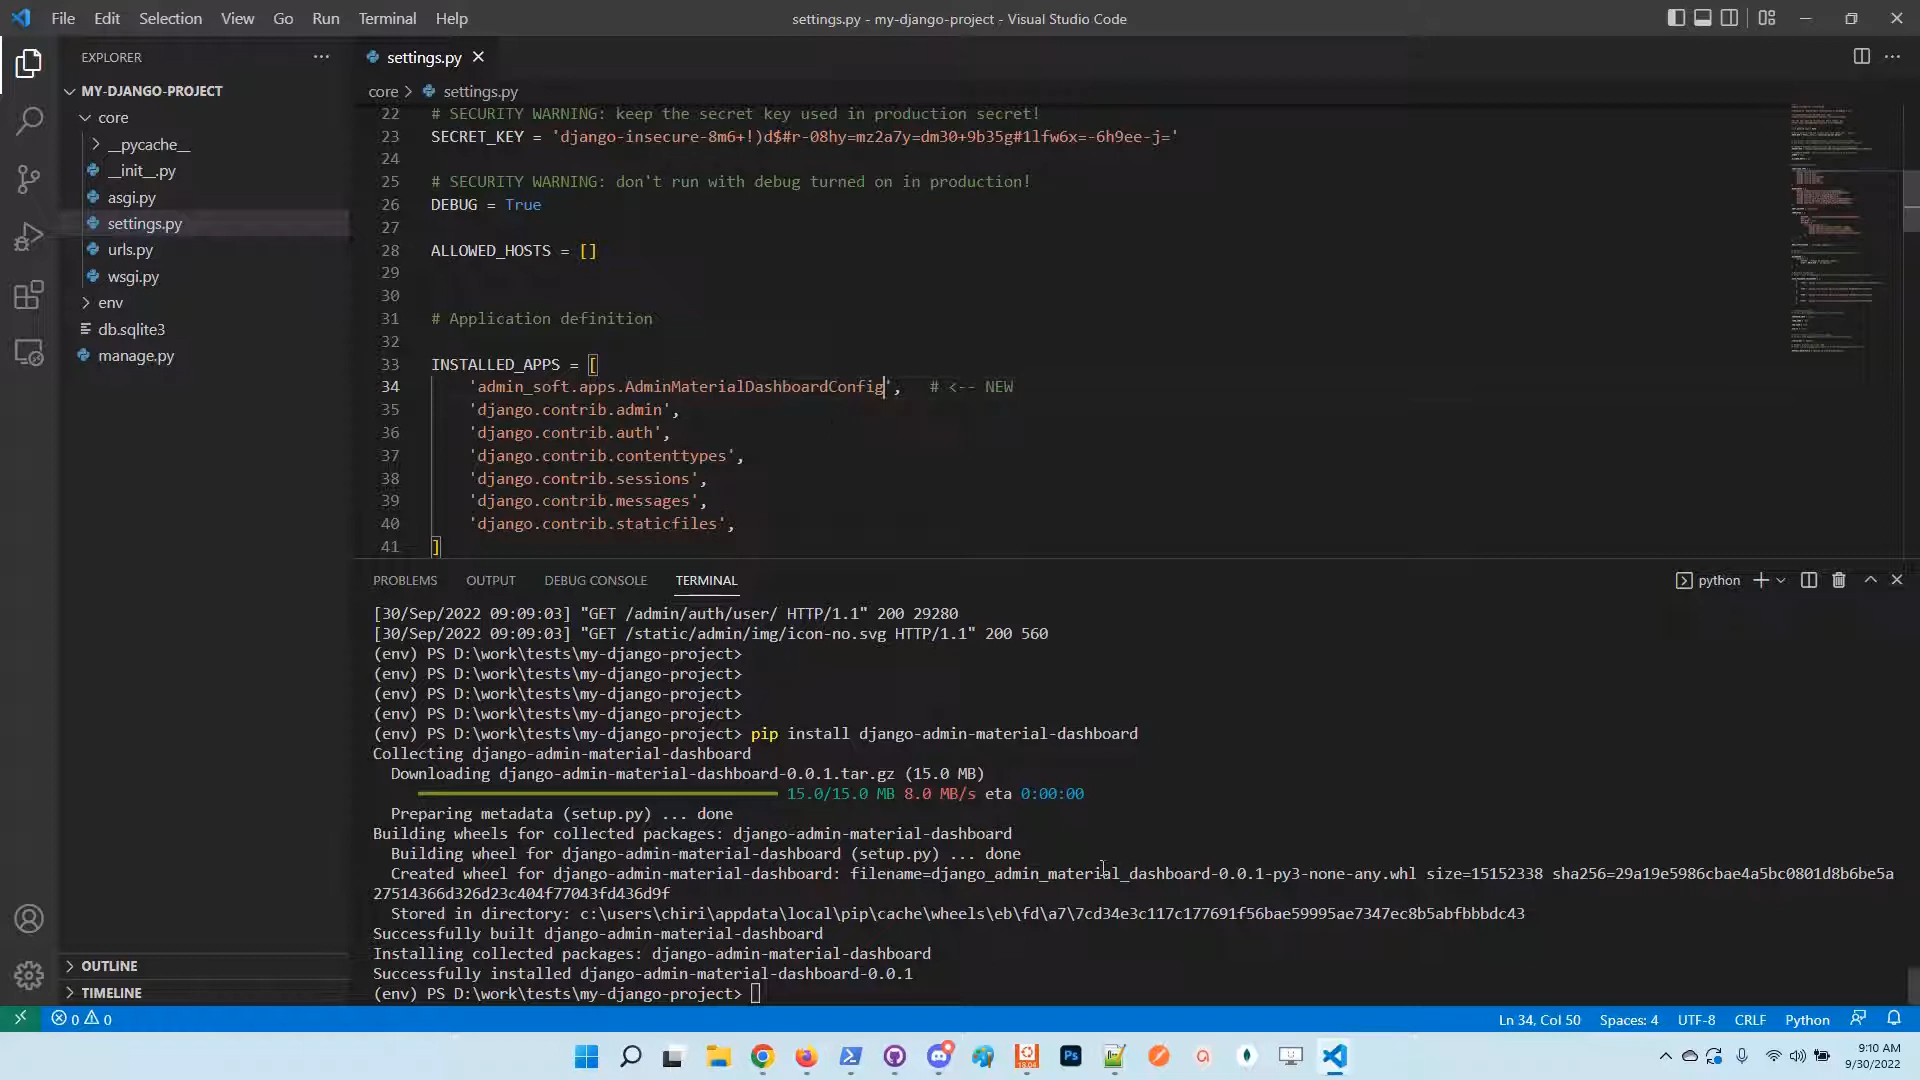 File Edit Selection View Go Run Terminal Help
settings.py - my-django-project - Visual Studio Code
EXPLORER
MY-DJANGO-PROJECT
core
__pycache__
__init__.py
asgi.py
settings.py
urls.py
wsgi.py
env
db.sqlite3
manage.py
OUTLINE
TIMELINE
settings.py
core > settings.py
22 # SECURITY WARNING: keep the secret key used in production secret!
23 SECRET_KEY = 'django-insecure-8m6+!)d$#r-08hy=mz2a7y=dm30+9b35g#1lfw6x=-6h9ee-j='
24
25 # SECURITY WARNING: don't run with debug turned on in production!
26 DEBUG = True
27
28 ALLOWED_HOSTS = []
29
30
31 # Application definition
32
33 INSTALLED_APPS = [
34 'admin_soft.apps.AdminMaterialDashboardConfig', # <-- NEW
35 'django.contrib.admin',
36 'django.contrib.auth',
37 'django.contrib.contenttypes',
38 'django.contrib.sessions',
39 'django.contrib.messages',
40 'django.contrib.staticfiles',
41 ]
PROBLEMS OUTPUT DEBUG CONSOLE TERMINAL
python
[30/Sep/2022 09:09:03] "GET /admin/auth/user/ HTTP/1.1" 200 29280
[30/Sep/2022 09:09:03] "GET /static/admin/img/icon-no.svg HTTP/1.1" 200 560
(env) PS D:\work\tests\my-django-project>
(env) PS D:\work\tests\my-django-project>
(env) PS D:\work\tests\my-django-project>
(env) PS D:\work\tests\my-django-project>
(env) PS D:\work\tests\my-django-project> pip install django-admin-material-dashboard
Collecting django-admin-material-dashboard
Downloading django-admin-material-dashboard-0.0.1.tar.gz (15.0 MB)
15.0/15.0 MB 8.0 MB/s eta 0:00:00
Preparing metadata (setup.py) ... done
Building wheels for collected packages: django-admin-material-dashboard
Building wheel for django-admin-material-dashboard (setup.py) ... done
Created wheel for django-admin-material-dashboard: filename=django_admin_material_dashboard-0.0.1-py3-none-any.whl size=15152338 sha256=29a19e5986cbae4a5bc0801d8b6be5a
27514366d326d23c404f77043fd436d9f
Stored in directory: c:\users\chiri\appdata\local\pip\cache\wheels\eb\fd\a7\7cd34e3c117c177691f56bae59995ae7347ec8b5abfbbbdc43
Successfully built django-admin-material-dashboard
Installing collected packages: django-admin-material-dashboard
Successfully installed django-admin-material-dashboard-0.0.1
(env) PS D:\work\tests\my-django-project>
0 0
Ln 34, Col 50 Spaces: 4 UTF-8 CRLF Python
Ps
9:10 AM
9/30/2022